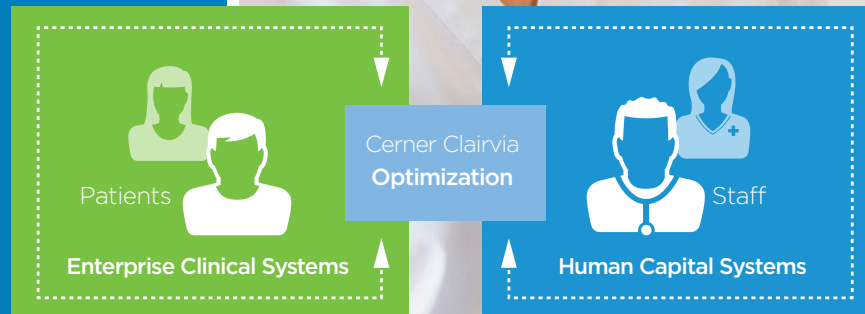 Patients
Enterprise Clinical Systems
Cerner Clairvia
Optimization
Staff
Human Capital Systems